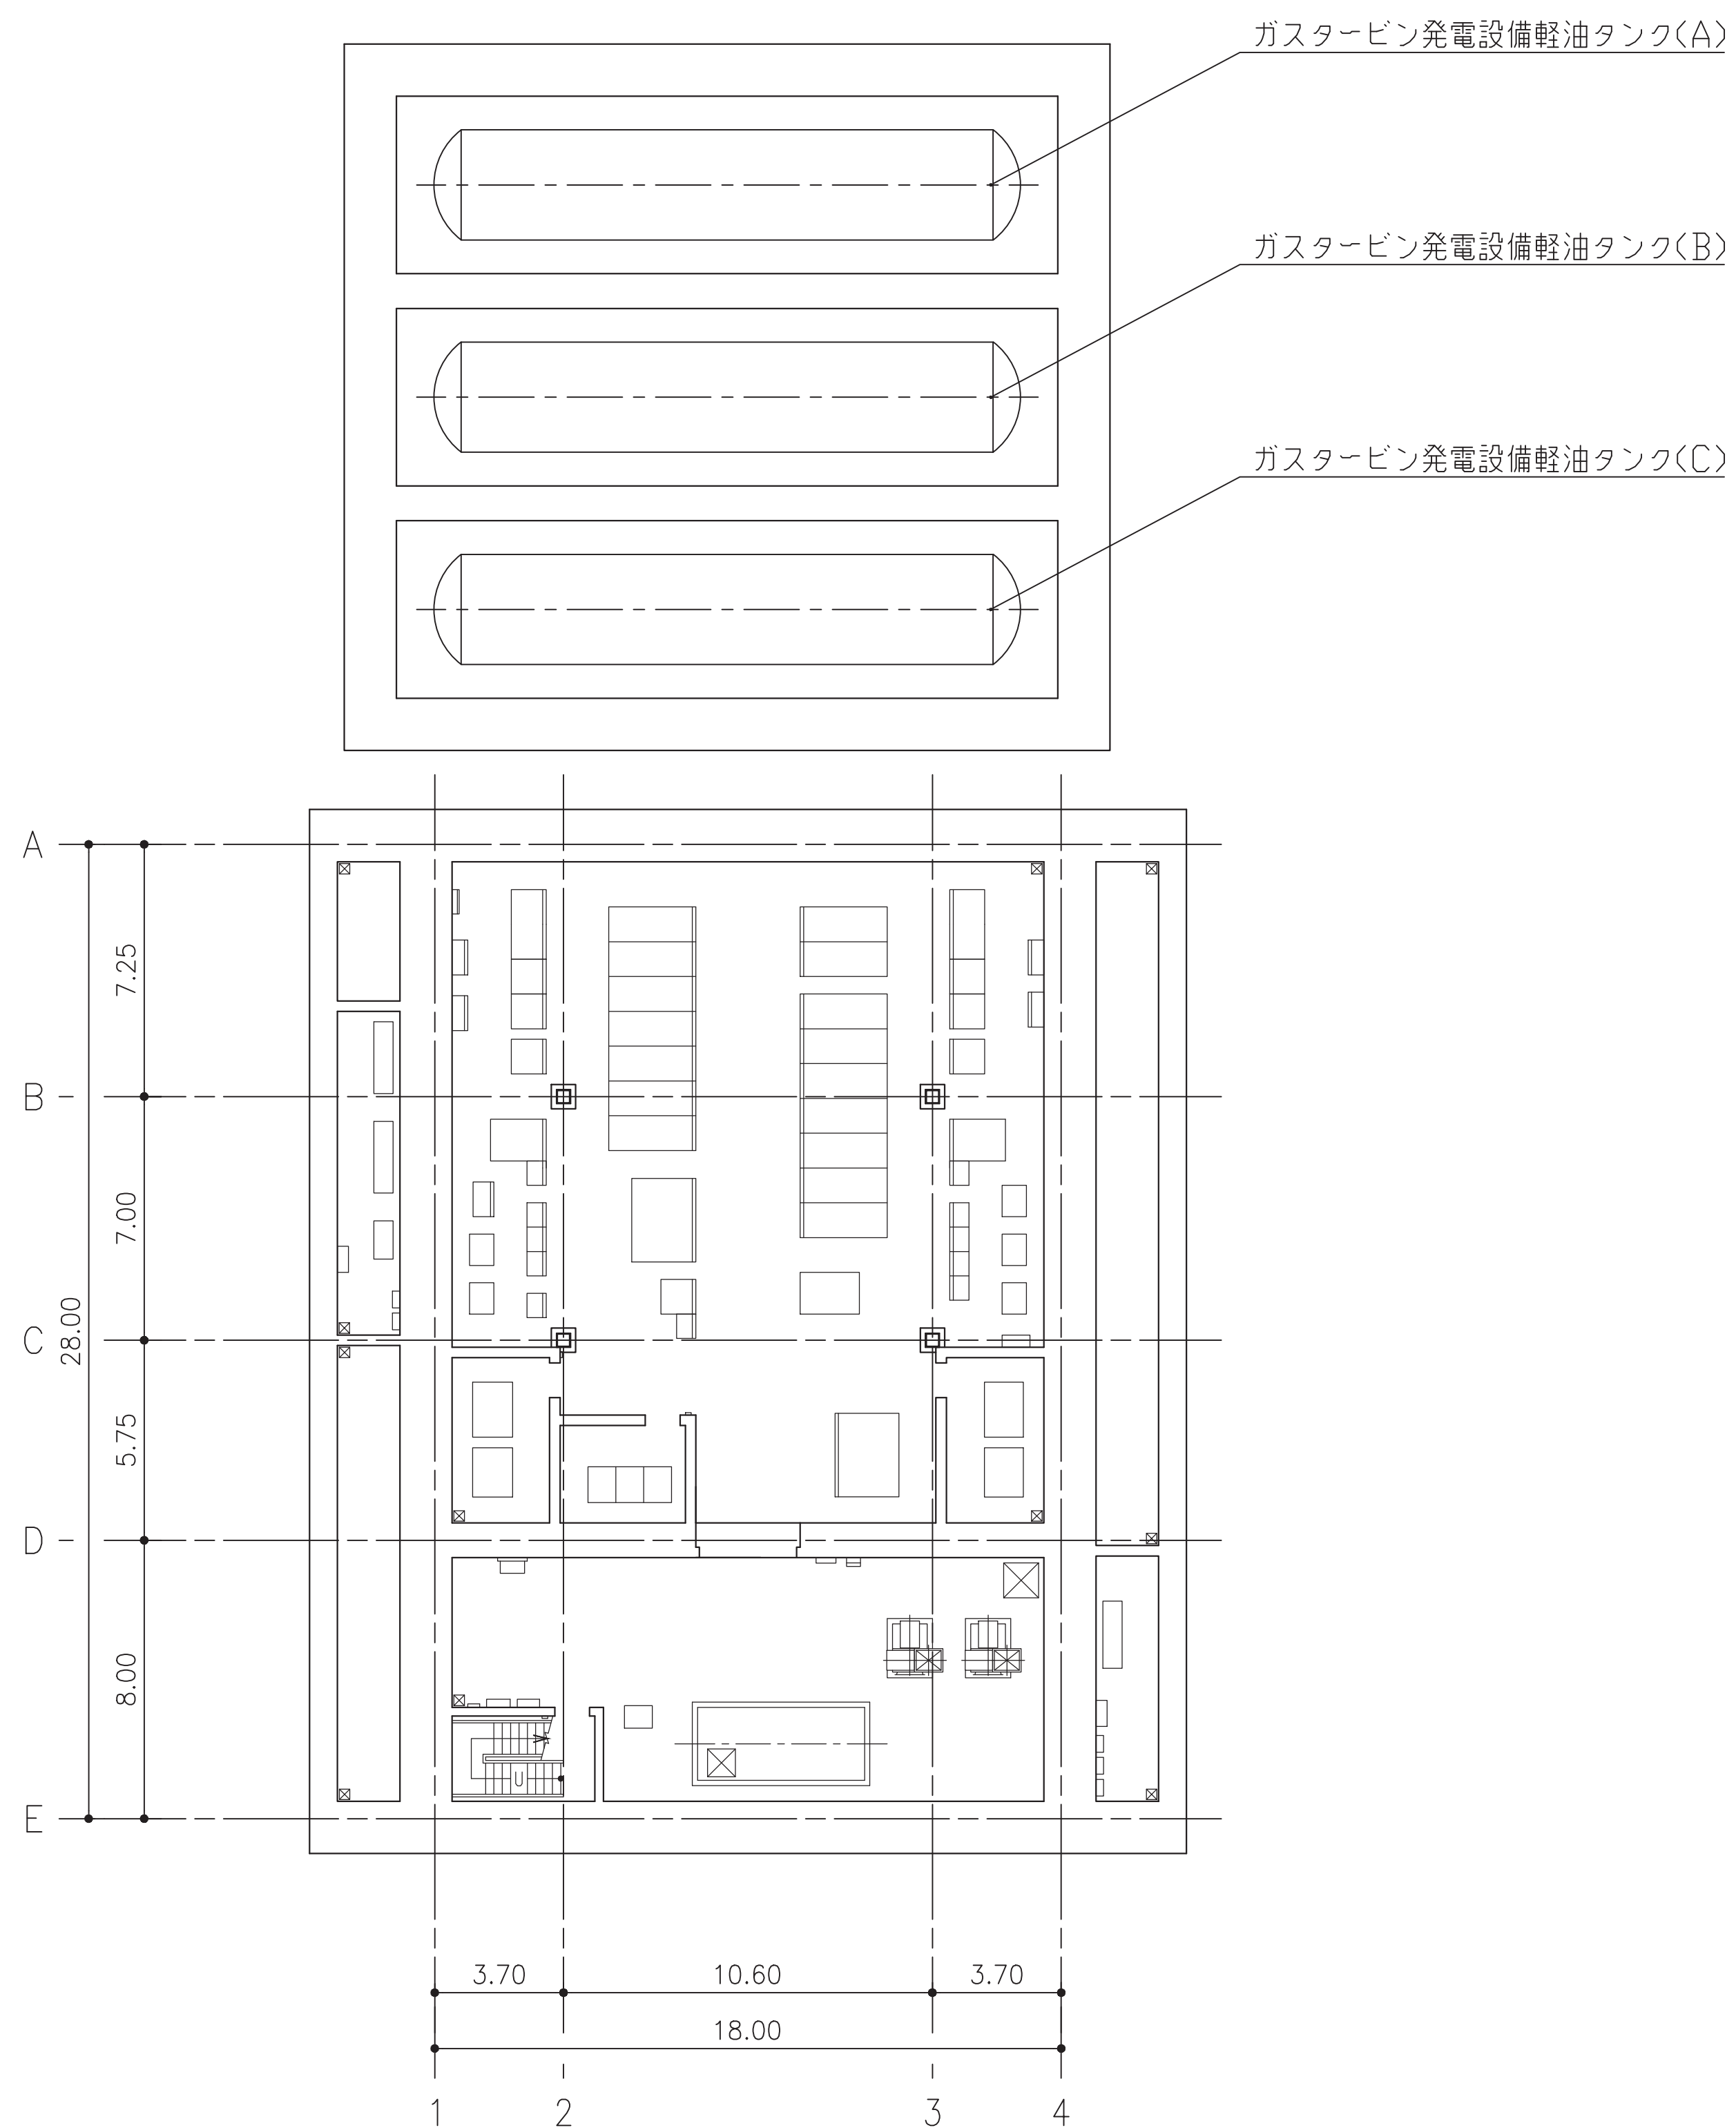 ガスタービン発電設備軽油タンク(A)
ガスタービン発電設備軽油タンク(B)
ガスタービン発電設備軽油タンク(C)
A
7.25
B
7.00
28.00
C
5.75
D
8.00
U
E
3.70
10.60
3.70
18.00
1
2
3
4